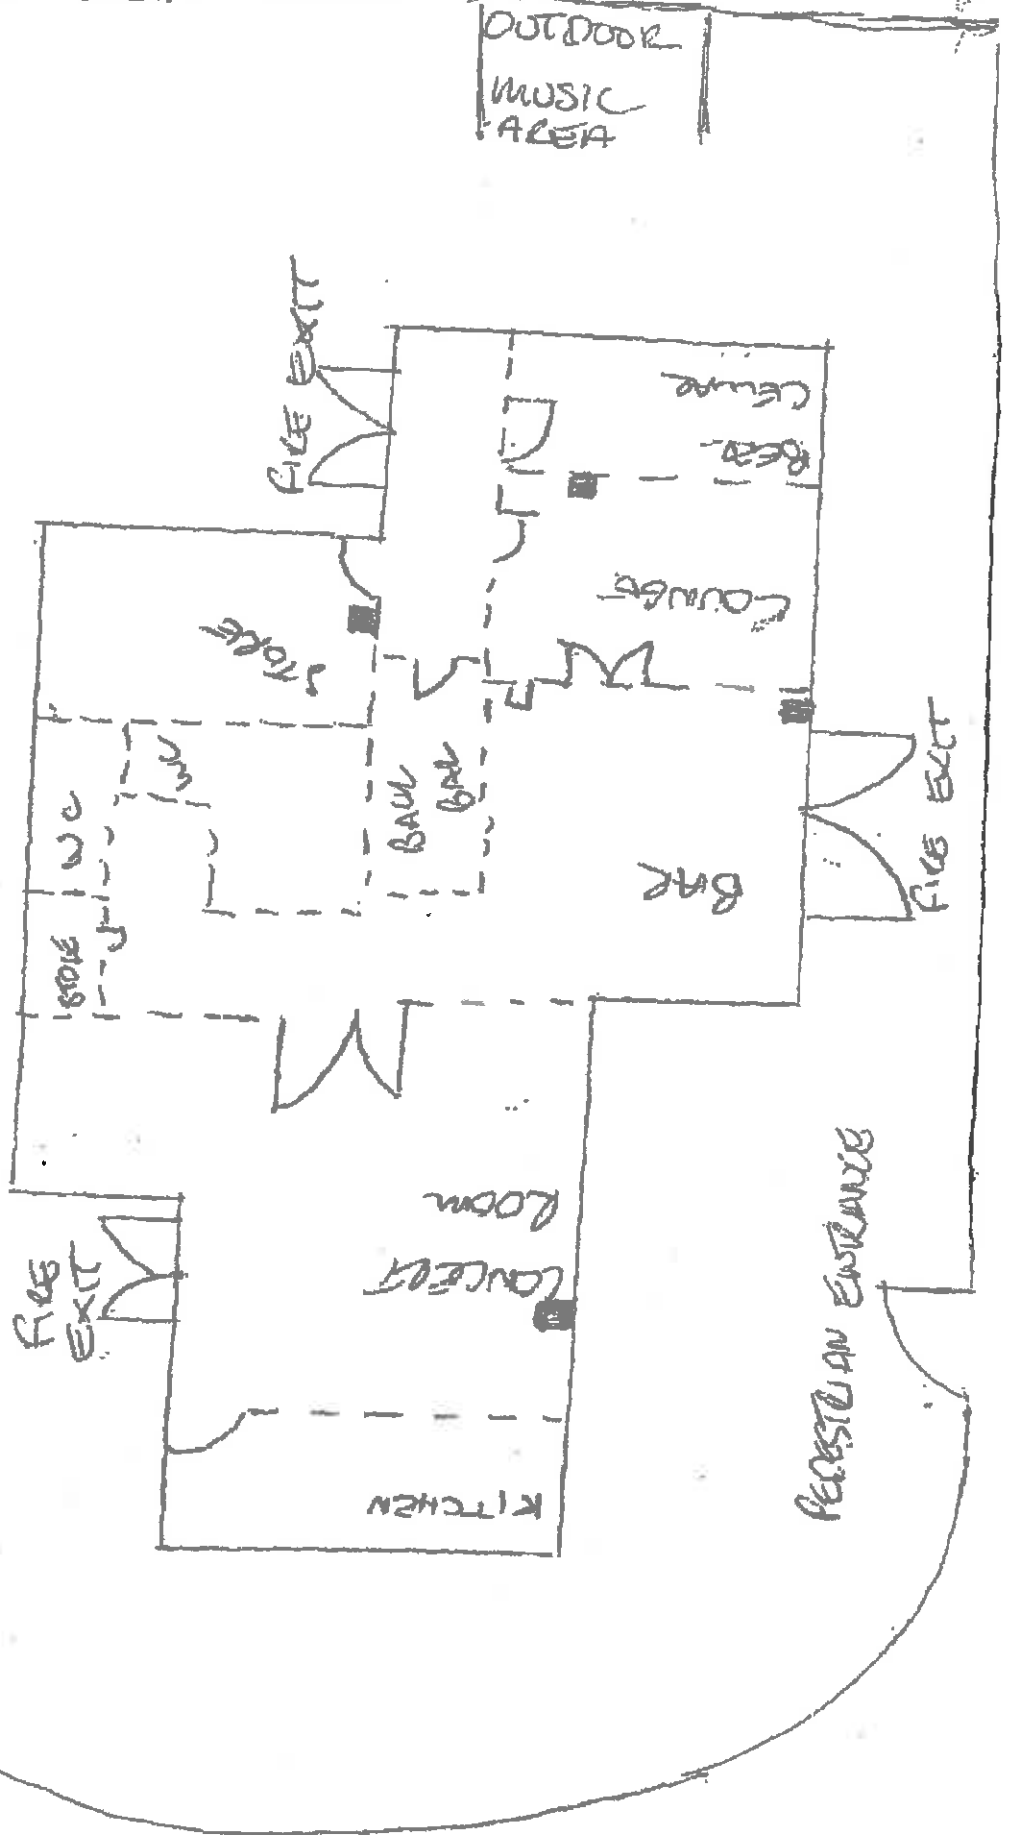 OUTDOOR
MUSIC
AREA
FIRE EXIT
BEER
CELLAR
LOUNGE
STORE
WC
WC
BACK
BAR
BAR
STORE
FIRE EXIT
CONCERT
ROOM
FIRE
EXIT
PEDESTRIAN ENTRANCE
KITCHEN